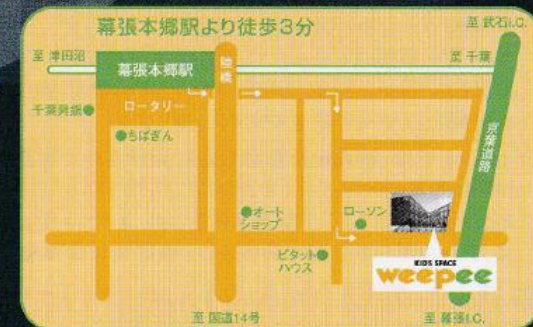 幕張本郷駅より徒歩3分
至 武石I.C.
至 津田沼
至 千葉
幕張本郷駅
陸橋
ロータリー
千葉発銀
ちばぎん
京葉道路
オート
ショップ
ローソン
ピタット
ハウス
KIDS SPACE
weepee
至 国道14号
至 幕張I.C.